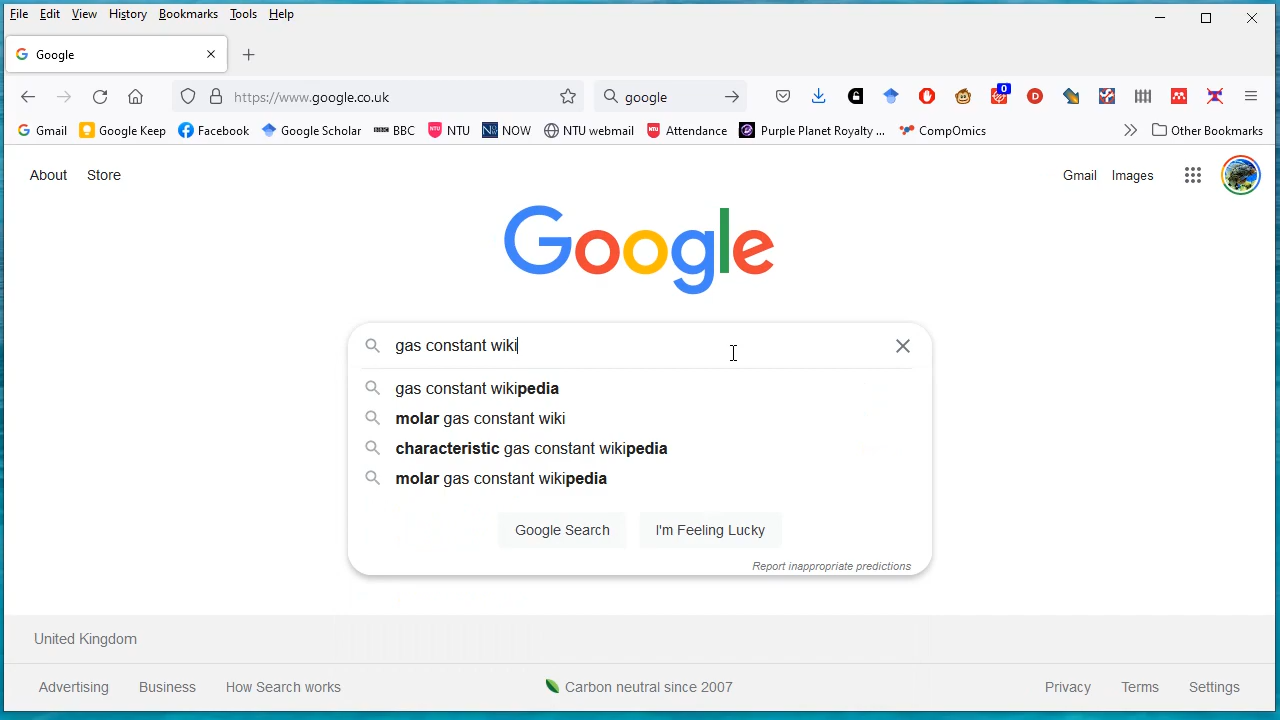 File Edit View History Bookmarks Tools Help
Google
https://www.google.co.uk google 0 D
Gmail Google Keep Facebook Google Scholar BBC BBC NTU NTU NOW NTU webmail NTU Attendance Purple Planet Royalty ... CompOmics Other Bookmarks
About Store Gmail Images
Google
gas constant wiki
gas constant wikipedia
molar gas constant wiki
characteristic gas constant wikipedia
molar gas constant wikipedia
Google Search I'm Feeling Lucky
Report inappropriate predictions
United Kingdom
Advertising Business How Search works Carbon neutral since 2007 Privacy Terms Settings